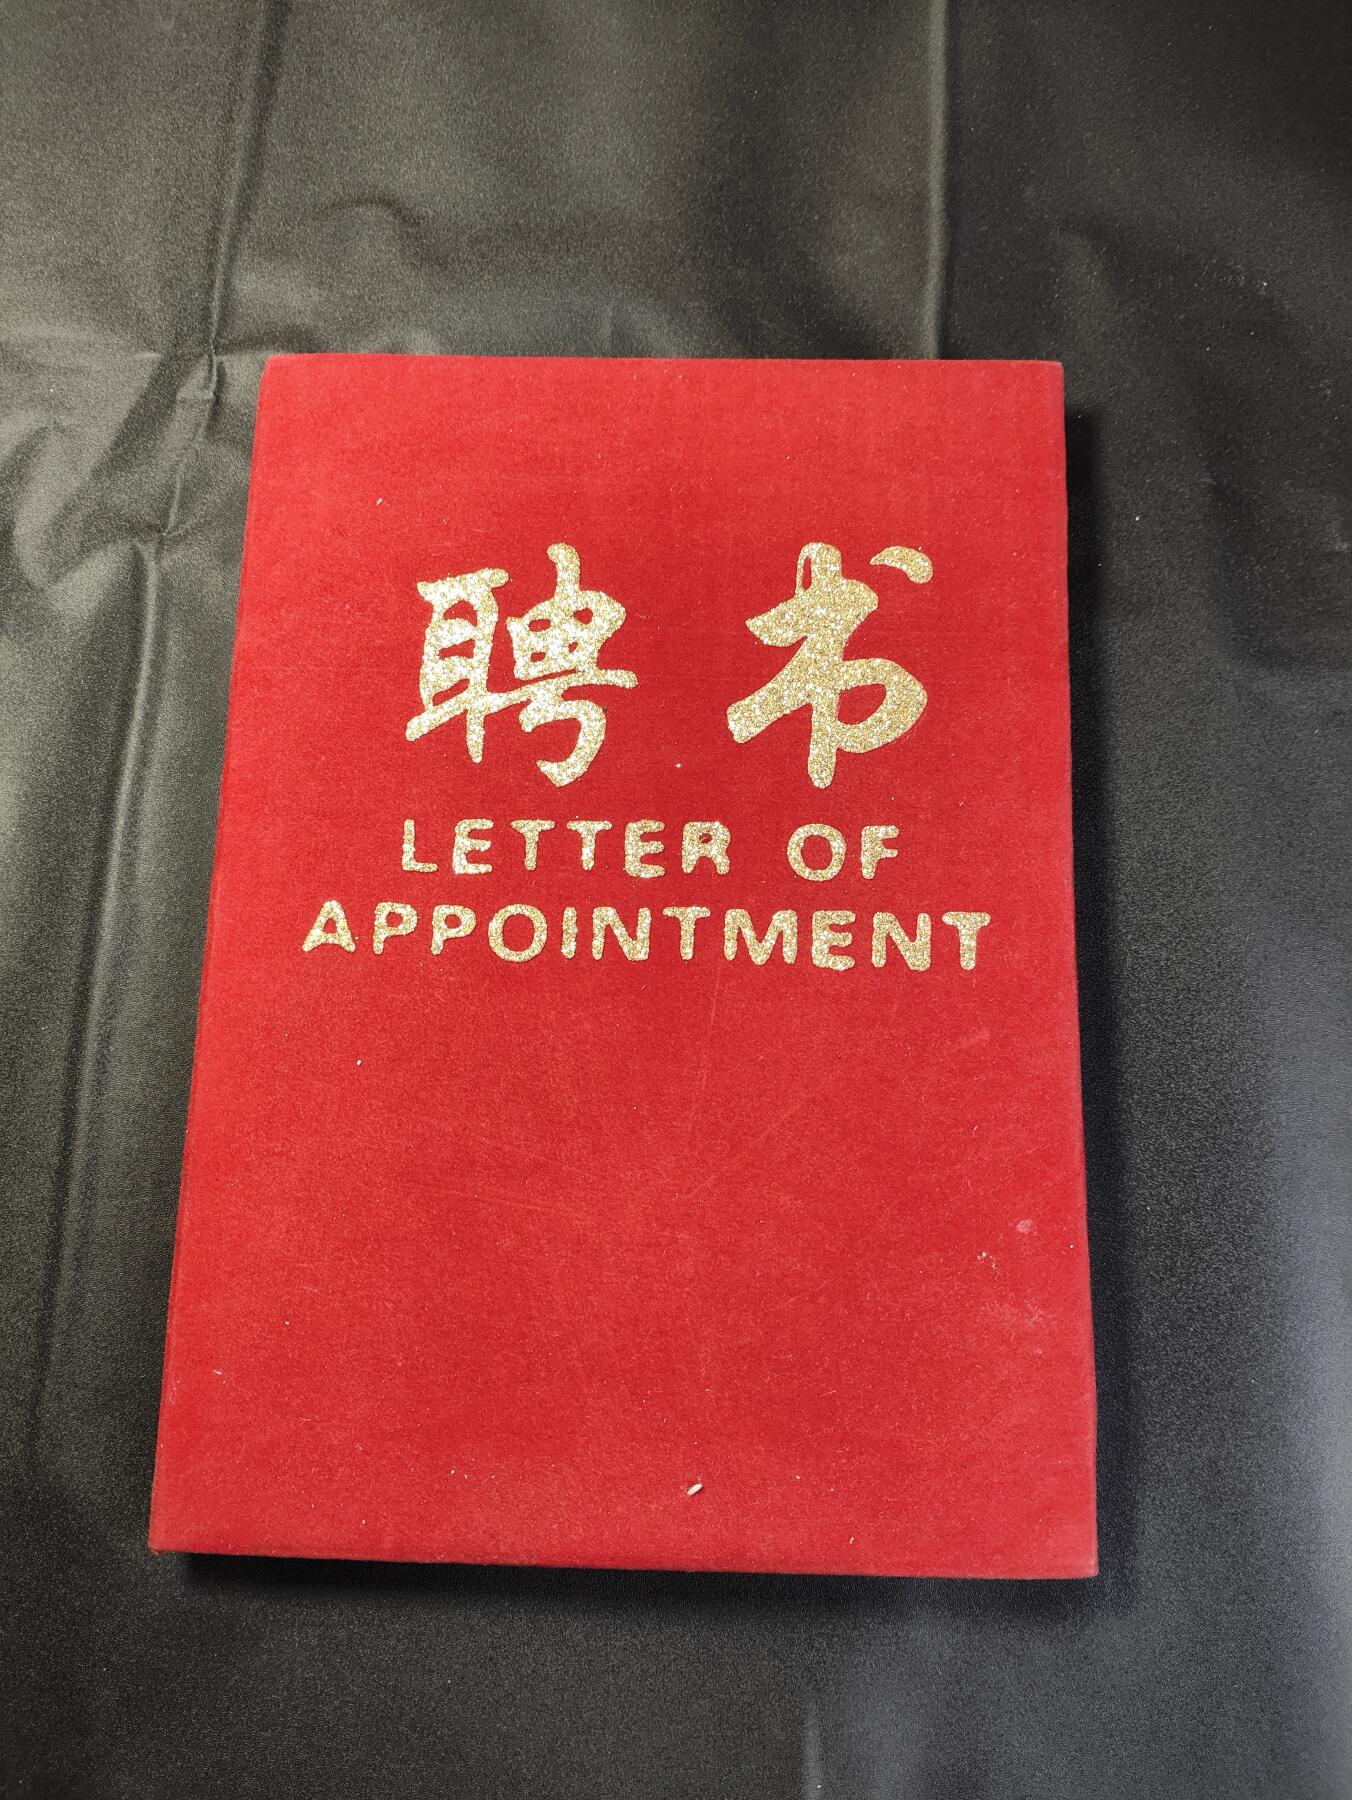 聘书
LETTER OF
APPOINTMENT